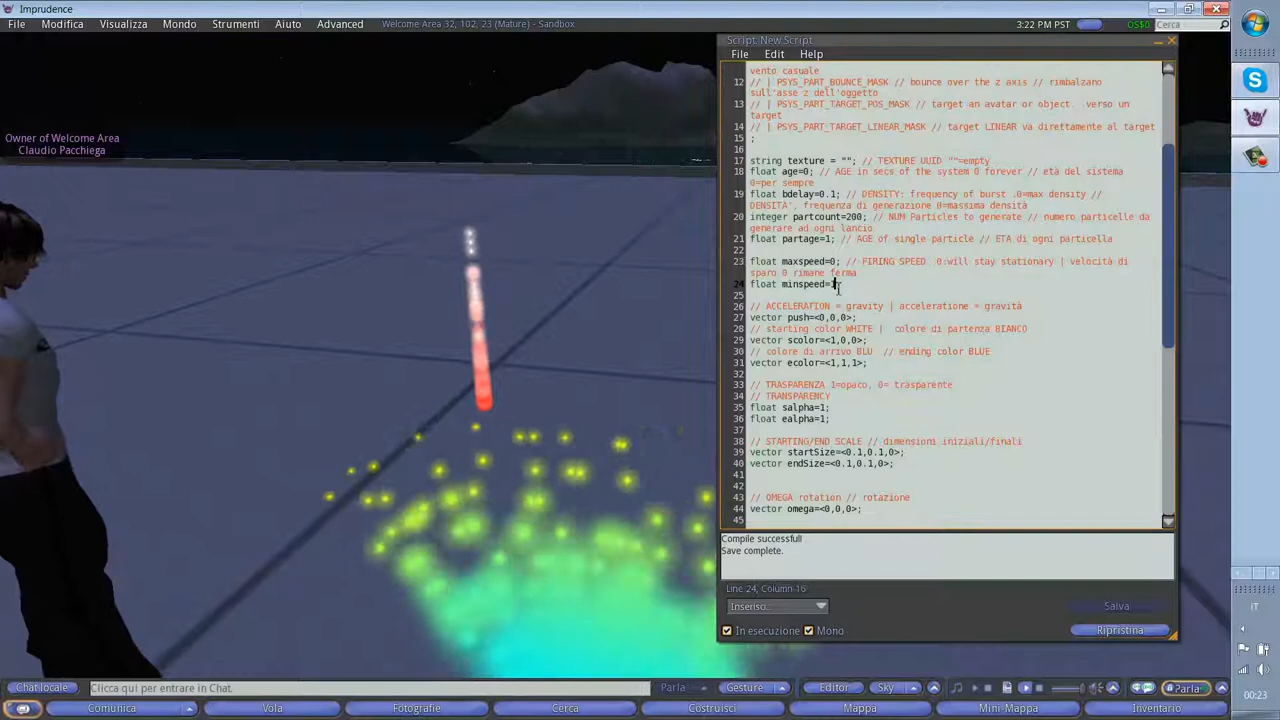 Imprudence
File Modifica Visualizza Mondo Strumenti Aiuto Advanced Welcome Area 32, 102, 23 (Mature) - Sandbox 3:22 PM PST OS$0 Cerca
Owner of Welcome Area
Claudio Pacchiega
Script: New Script
File Edit Help
vento casuale
12 // | PSYS_PART_BOUNCE_MASK // bounce over the z axis // rimbalzano
sull'asse z dell'oggetto
13 // | PSYS_PART_TARGET_POS_MASK // target an avatar or object. verso un
target
14 // | PSYS_PART_TARGET_LINEAR_MASK // target LINEAR va direttamente al target
15 ;
16
17 string texture = ""; // TEXTURE UUID ""=empty
18 float age=0; // AGE in secs of the system 0 forever // età del sistema
0=per sempre
19 float bdelay=0.1; // DENSITY: frequency of burst .0=max density //
DENSITA', frequenza di generazione 0=massima densità
20 integer partcount=200; // NUM Particles to generate // numero particelle da
generare ad ogni lancio
21 float partage=1; // AGE of single particle // ETA di ogni particella
22
23 float maxspeed=0; // FIRING SPEED 0:will stay stationary | velocità di
sparo 0 rimane ferma
24 float minspeed=1;
25
26 // ACCELERATION = gravity | acceleratione = gravità
27 vector push=<0,0,0>;
28 // starting color WHITE | colore di partenza BIANCO
29 vector scolor=<1,0,0>;
30 // colore di arrivo BLU // ending color BLUE
31 vector ecolor=<1,1,1>;
32
33 // TRASPARENZA 1=opaco, 0= trasparente
34 // TRANSPARENCY
35 float salpha=1;
36 float ealpha=1;
37
38 // STARTING/END SCALE // dimensioni iniziali/finali
39 vector startSize=<0.1,0.1,0>;
40 vector endSize=<0.1,0.1,0>;
41
42
43 // OMEGA rotation // rotazione
44 vector omega=<0,0,0>;
45
Compile successful!
Save complete.
Line 24, Column 16
Inserisci...
Salva
In esecuzione Mono
Ripristina
IT
Chat locale Clicca qui per entrare in Chat. Parla Gesture Editor Sky Parla
00:23
Comunica Vola Fotografie Cerca Costruisci Mappa Mini-Mappa Inventario